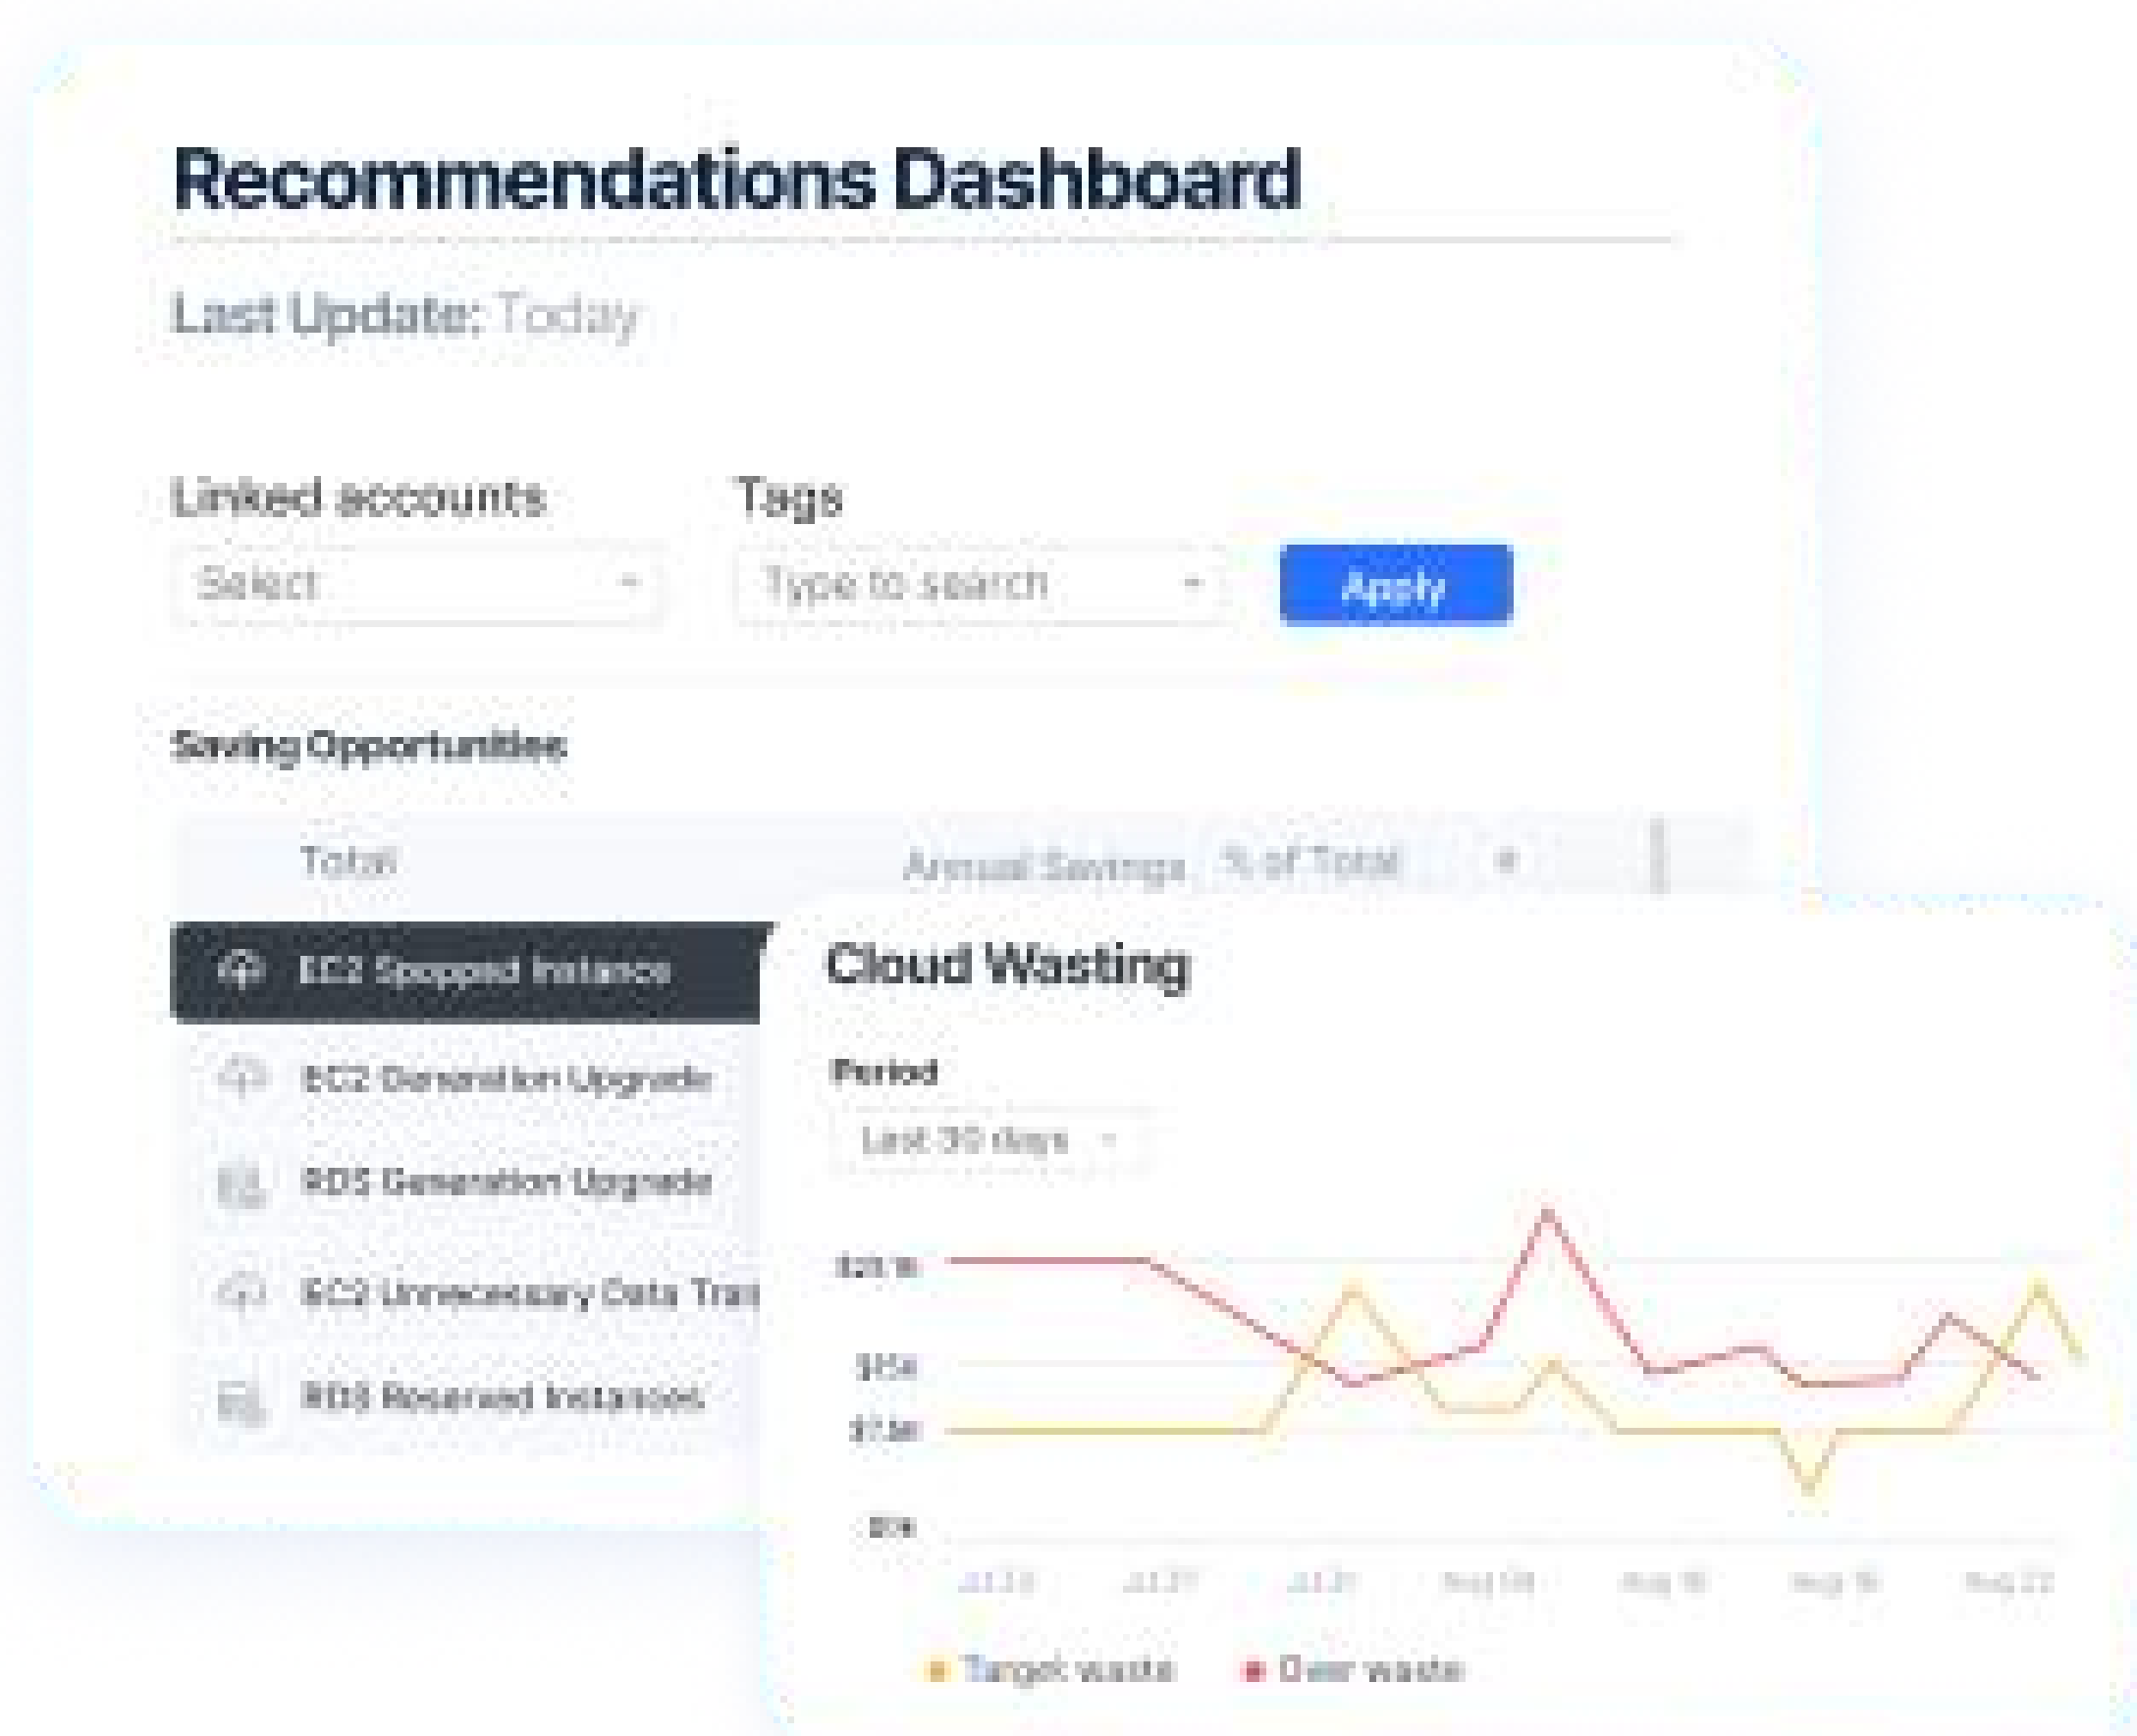 Recommendations Dashboard
Last Update: Today
Linked accounts Tags
Select Type to search Apply
Saving Opportunities
Total Annual Savings % of Total #
EC2 Instance
EC2 Generation Upgrade
RDS Generation Upgrade
EC2 Unnecessary Data Tran
RDS Reserved Instances
Cloud Wasting
Period
Last 30 days
Target waste Over waste